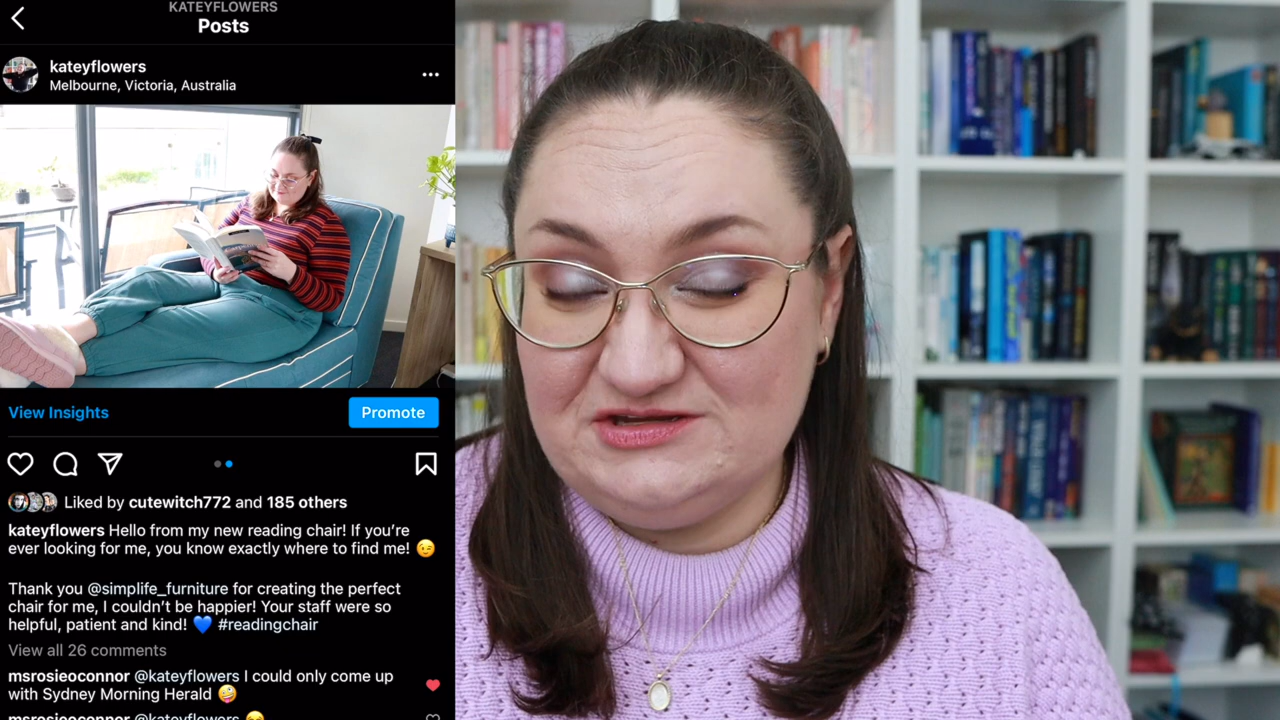 KATEYFLOWERS
Posts
kateyflowers
Melbourne, Victoria, Australia
View Insights
Promote
Liked by cutewitch772 and 185 others
kateyflowers Hello from my new reading chair! If you’re
ever looking for me, you know exactly where to find me! 😉
Thank you @simplife_furniture for creating the perfect
chair for me, I couldn’t be happier! Your staff were so
helpful, patient and kind! 💙 #readingchair
View all 26 comments
msrosieoconnor @kateyflowers I could only come up
with Sydney Morning Herald 🤪
msrosieoconnor @kateyflowers 😂